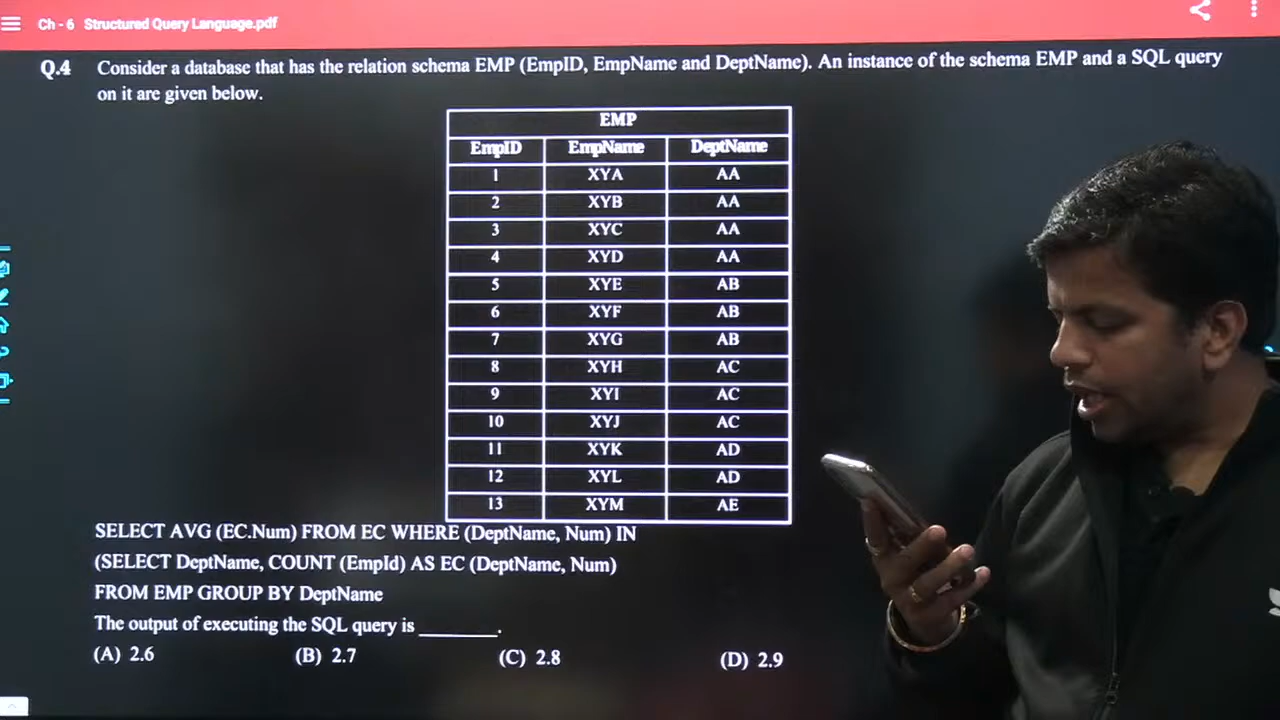 Ch - 6 Structured Query Language.pdf
Q.4 Consider a database that has the relation schema EMP (EmpID, EmpName and DeptName). An instance of the schema EMP and a SQL query
on it are given below.
EMP
EmpID EmpName DeptName
1 XYA AA
2 XYB AA
3 XYC AA
4 XYD AA
5 XYE AB
6 XYF AB
7 XYG AB
8 XYH AC
9 XYI AC
10 XYJ AC
11 XYK AD
12 XYL AD
13 XYM AE
SELECT AVG (EC.Num) FROM EC WHERE (DeptName, Num) IN
(SELECT DeptName, COUNT (EmpId) AS EC (DeptName, Num)
FROM EMP GROUP BY DeptName
The output of executing the SQL query is ________.
(A) 2.6 (B) 2.7 (C) 2.8 (D) 2.9